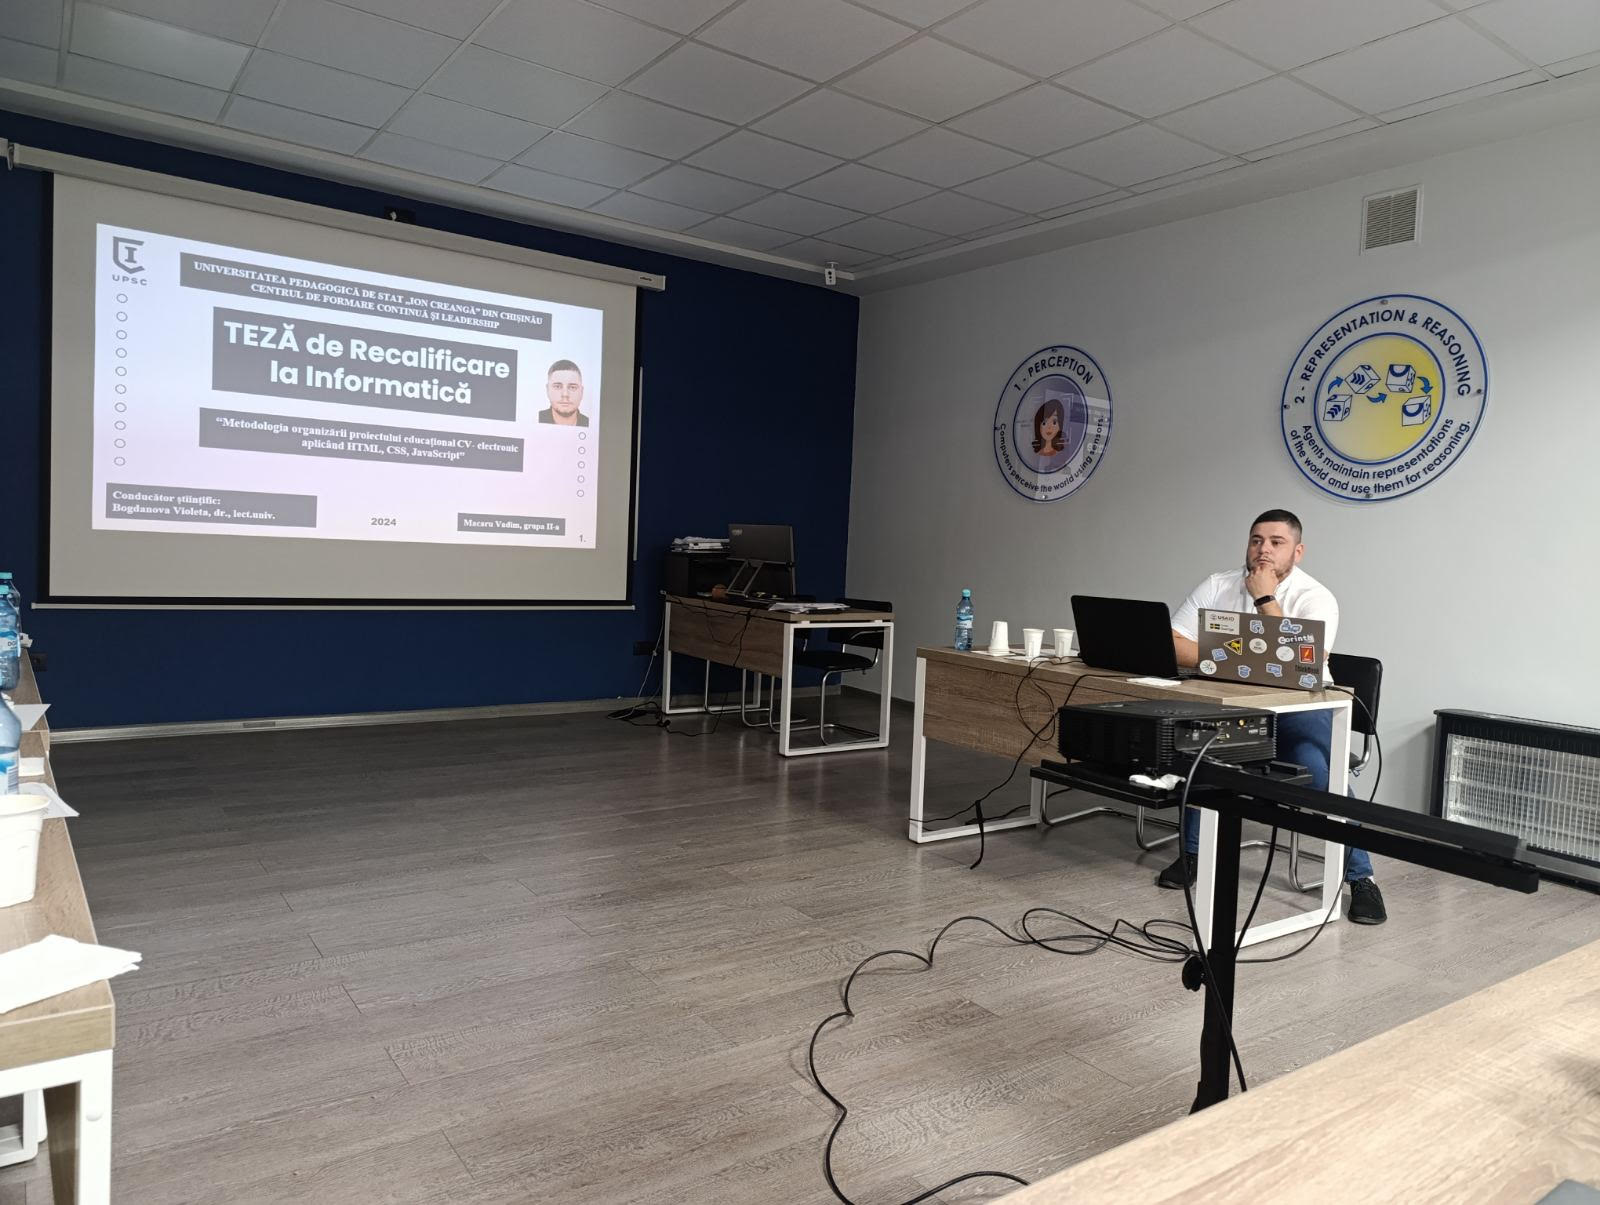 UPSC
UNIVERSITATEA PEDAGOGICĂ DE STAT „ION CREANGĂ” DIN CHIȘINĂU
CENTRUL DE FORMARE CONTINUĂ ȘI LEADERSHIP
TEZĂ de Recalificare
la Informatică
“Metodologia organizării proiectului educațional CV- electronic
aplicând HTML, CSS, JavaScript”
Conducător științific:
Bogdanova Violeta, dr., lect.univ.
2024
Macaru Vadim, grupa II-a
1.
1 - PERCEPTION
Computers perceive the world using sensors.
2 - REPRESENTATION & REASONING
Agents maintain representations
of the world and use them for reasoning.
USAID
Corinth
ThinkBook